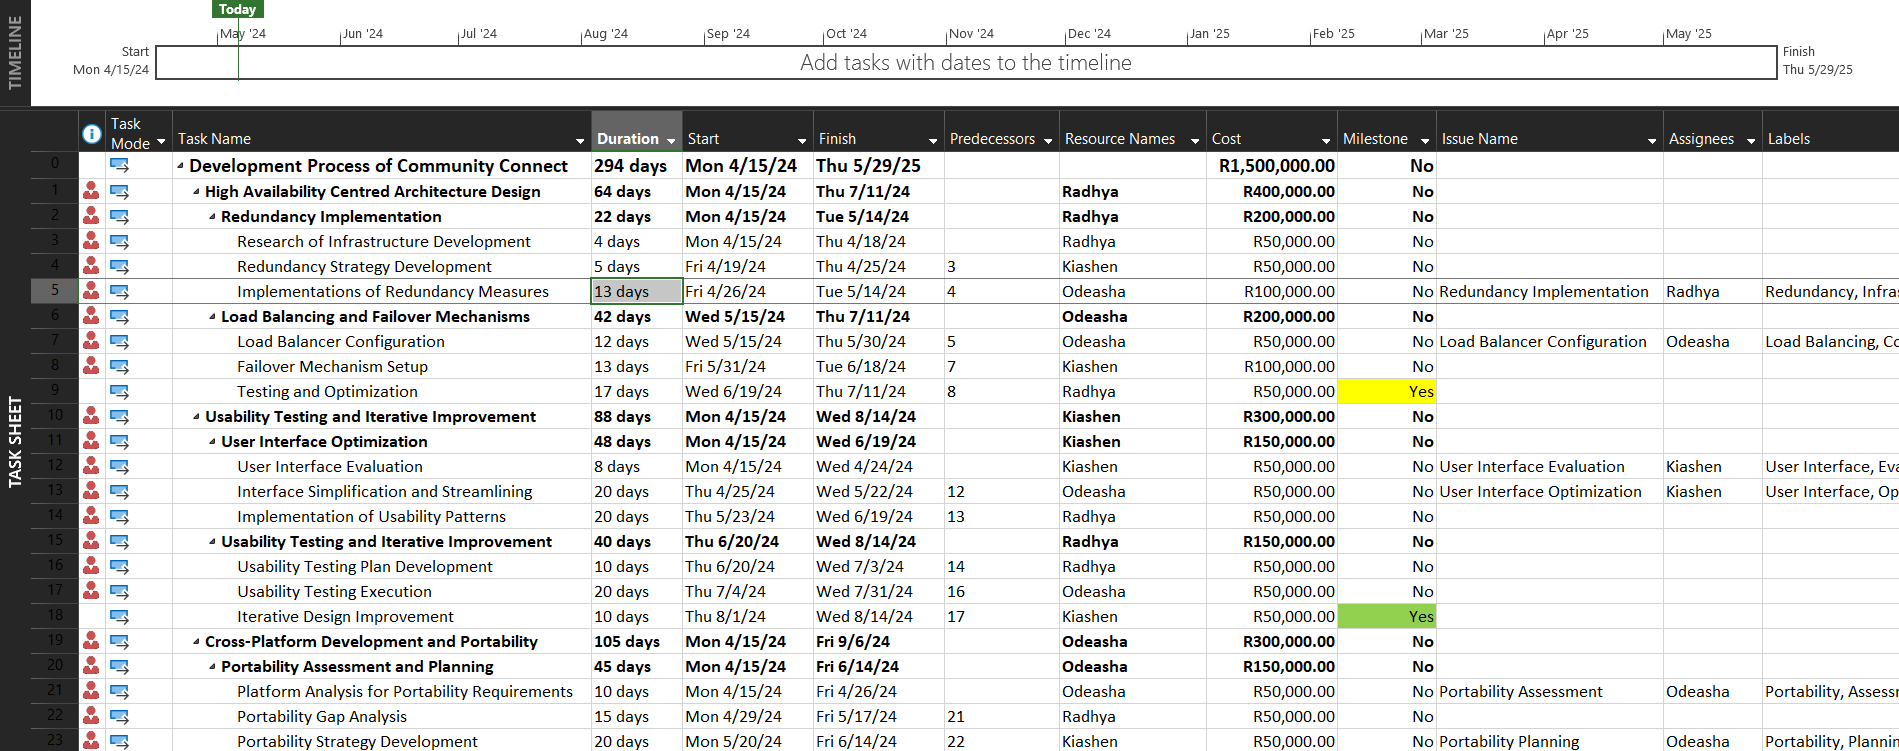 Today
May '24 Jun '24 Jul '24 Aug '24 Sep '24 Oct '24 Nov '24 Dec '24 Jan '25 Feb '25 Mar '25 Apr '25 May '25
TIMELINE
Start
Mon 4/15/24
Add tasks with dates to the timeline
Finish
Thu 5/29/25
TASK SHEET
Task Mode Task Name Duration Start Finish Predecessors Resource Names Cost Milestone Issue Name Assignees Labels
0 Development Process of Community Connect 294 days Mon 4/15/24 Thu 5/29/25 R1,500,000.00 No
1 High Availability Centred Architecture Design 64 days Mon 4/15/24 Thu 7/11/24 Radhya R400,000.00 No
2 Redundancy Implementation 22 days Mon 4/15/24 Tue 5/14/24 Radhya R200,000.00 No
3 Research of Infrastructure Development 4 days Mon 4/15/24 Thu 4/18/24 Radhya R50,000.00 No
4 Redundancy Strategy Development 5 days Fri 4/19/24 Thu 4/25/24 3 Kiashen R50,000.00 No
5 Implementations of Redundancy Measures 13 days Fri 4/26/24 Tue 5/14/24 4 Odeasha R100,000.00 No Redundancy Implementation Radhya Redundancy, Infras
6 Load Balancing and Failover Mechanisms 42 days Wed 5/15/24 Thu 7/11/24 Odeasha R200,000.00 No
7 Load Balancer Configuration 12 days Wed 5/15/24 Thu 5/30/24 5 Odeasha R50,000.00 No Load Balancer Configuration Odeasha Load Balancing, Co
8 Failover Mechanism Setup 13 days Fri 5/31/24 Tue 6/18/24 7 Kiashen R100,000.00 No
9 Testing and Optimization 17 days Wed 6/19/24 Thu 7/11/24 8 Radhya R50,000.00 Yes
10 Usability Testing and Iterative Improvement 88 days Mon 4/15/24 Wed 8/14/24 Kiashen R300,000.00 No
11 User Interface Optimization 48 days Mon 4/15/24 Wed 6/19/24 Kiashen R150,000.00 No
12 User Interface Evaluation 8 days Mon 4/15/24 Wed 4/24/24 Kiashen R50,000.00 No User Interface Evaluation Kiashen User Interface, Eva
13 Interface Simplification and Streamlining 20 days Thu 4/25/24 Wed 5/22/24 12 Odeasha R50,000.00 No User Interface Optimization Kiashen User Interface, Op
14 Implementation of Usability Patterns 20 days Thu 5/23/24 Wed 6/19/24 13 Radhya R50,000.00 No
15 Usability Testing and Iterative Improvement 40 days Thu 6/20/24 Wed 8/14/24 Radhya R150,000.00 No
16 Usability Testing Plan Development 10 days Thu 6/20/24 Wed 7/3/24 14 Radhya R50,000.00 No
17 Usability Testing Execution 20 days Thu 7/4/24 Wed 7/31/24 16 Odeasha R50,000.00 No
18 Iterative Design Improvement 10 days Thu 8/1/24 Wed 8/14/24 17 Kiashen R50,000.00 Yes
19 Cross-Platform Development and Portability 105 days Mon 4/15/24 Fri 9/6/24 Odeasha R300,000.00 No
20 Portability Assessment and Planning 45 days Mon 4/15/24 Fri 6/14/24 Odeasha R150,000.00 No
21 Platform Analysis for Portability Requirements 10 days Mon 4/15/24 Fri 4/26/24 Odeasha R50,000.00 No Portability Assessment Odeasha Portability, Assessm
22 Portability Gap Analysis 15 days Mon 4/29/24 Fri 5/17/24 21 Radhya R50,000.00 No
23 Portability Strategy Development 20 days Mon 5/20/24 Fri 6/14/24 22 Kiashen R50,000.00 No Portability Planning Odeasha Portability, Plannin